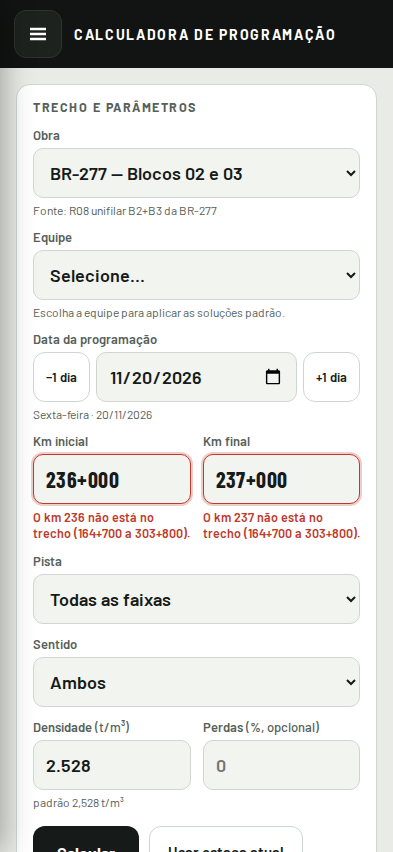 CALCULADORA DE PROGRAMAÇÃO
TRECHO E PARÂMETROS
Obra
BR-277 — Blocos 02 e 03
Fonte: R08 unifilar B2+B3 da BR-277
Equipe
Selecione...
Escolha a equipe para aplicar as soluções padrão.
Data da programação
−1 dia
11/20/2026
+1 dia
Sexta-feira · 20/11/2026
Km inicial
Km final
236+000
237+000
O km 236 não está no
trecho (164+700 a 303+800).
O km 237 não está no
trecho (164+700 a 303+800).
Pista
Todas as faixas
Sentido
Ambos
Densidade (t/m³)
Perdas (%, opcional)
2.528
0
padrão 2,528 t/m³